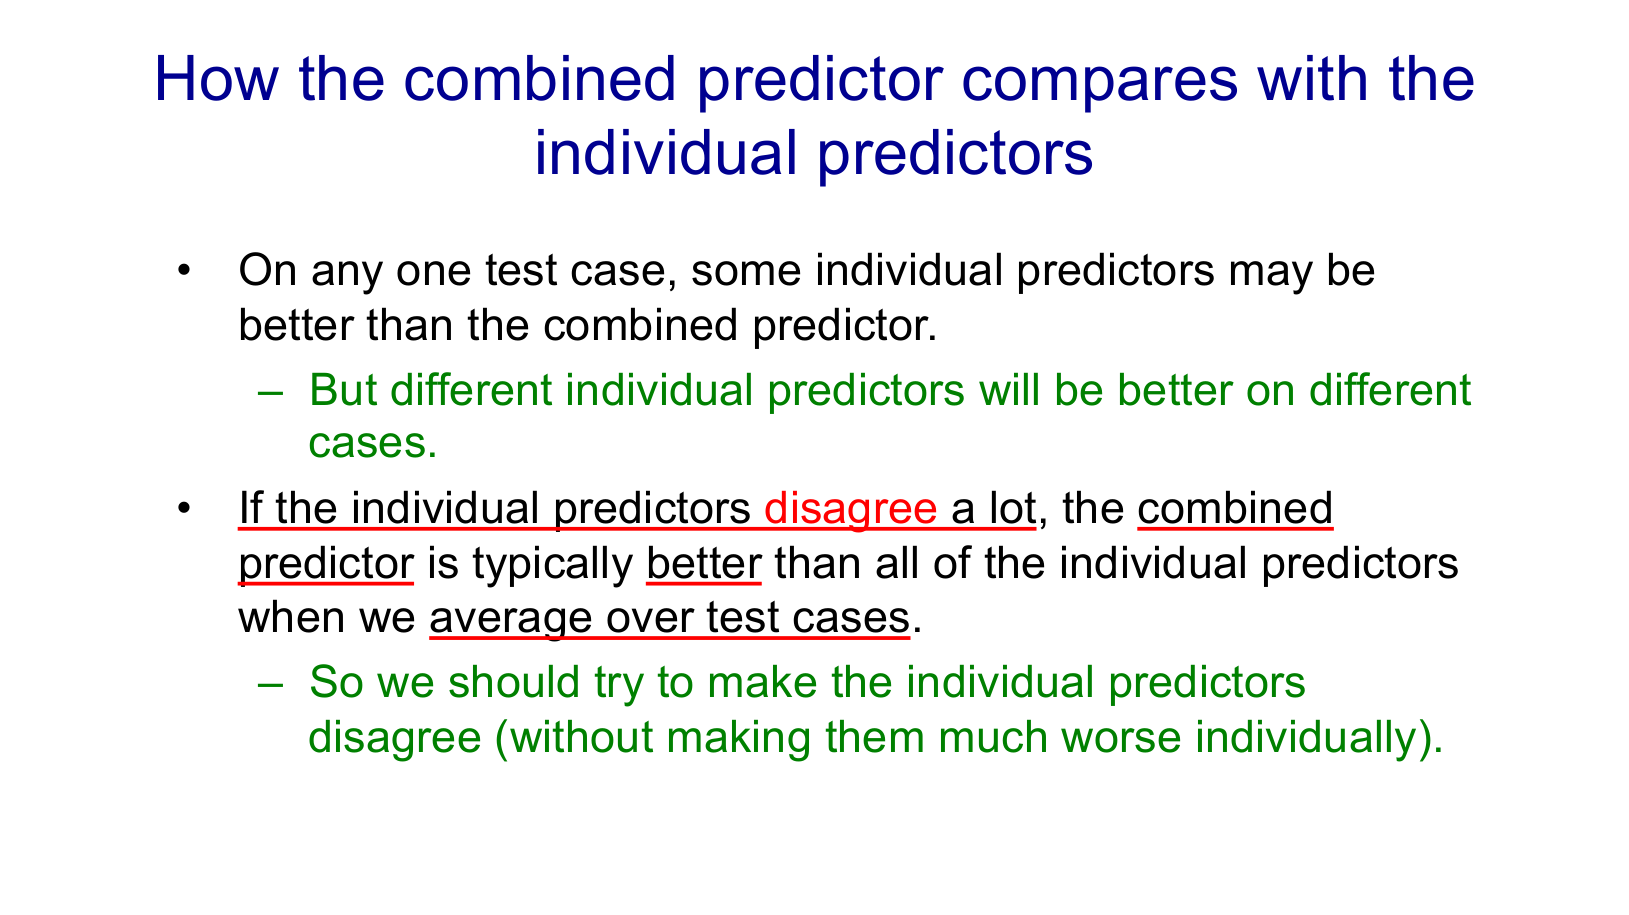 How the combined predictor compares with the
individual predictors
• On any one test case, some individual predictors may be
better than the combined predictor.
– But different individual predictors will be better on different
cases.
• If the individual predictors disagree a lot, the combined
predictor is typically better than all of the individual predictors
when we average over test cases.
– So we should try to make the individual predictors
disagree (without making them much worse individually).